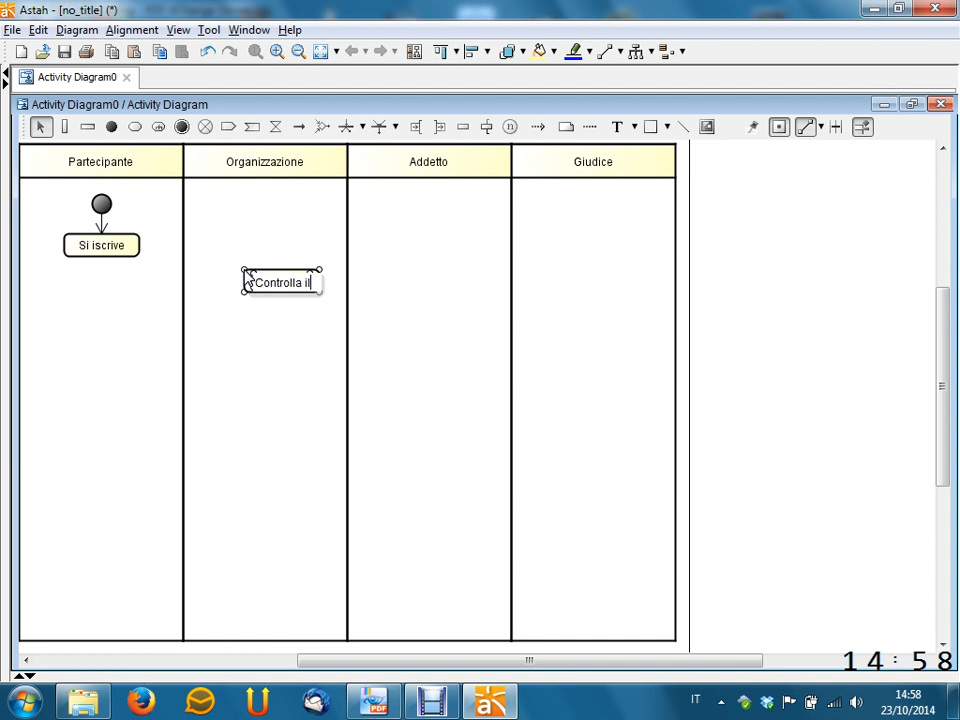 Astah - [no_title] (*)
File Edit Diagram Alignment View Tool Window Help
Activity Diagram0
Activity Diagram0 / Activity Diagram
T
Partecipante Organizzazione Addetto Giudice
Si iscrive
Controlla il
14:58
PDF
IT
14:58
23/10/2014